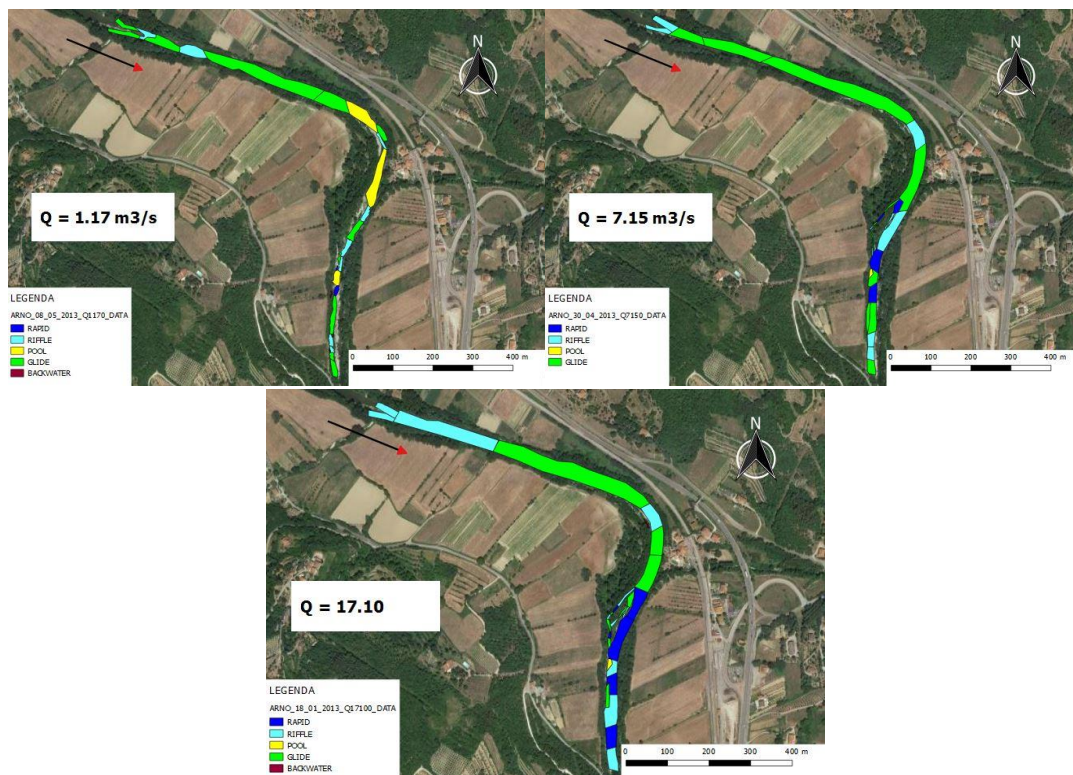 N
Q = 1.17 m3/s
LEGENDA
ARNO_08_05_2013_Q1170_DATA
RAPID
RIFFLE
POOL
GLIDE
BACKWATER
0 100 200 300 400 m
N
Q = 7.15 m3/s
LEGENDA
ARNO_30_04_2013_Q7150_DATA
RAPID
RIFFLE
POOL
GLIDE
0 100 200 300 400 m
N
Q = 17.10
LEGENDA
ARNO_18_01_2013_Q17100_DATA
RAPID
RIFFLE
POOL
GLIDE
BACKWATER
0 100 200 300 400 m